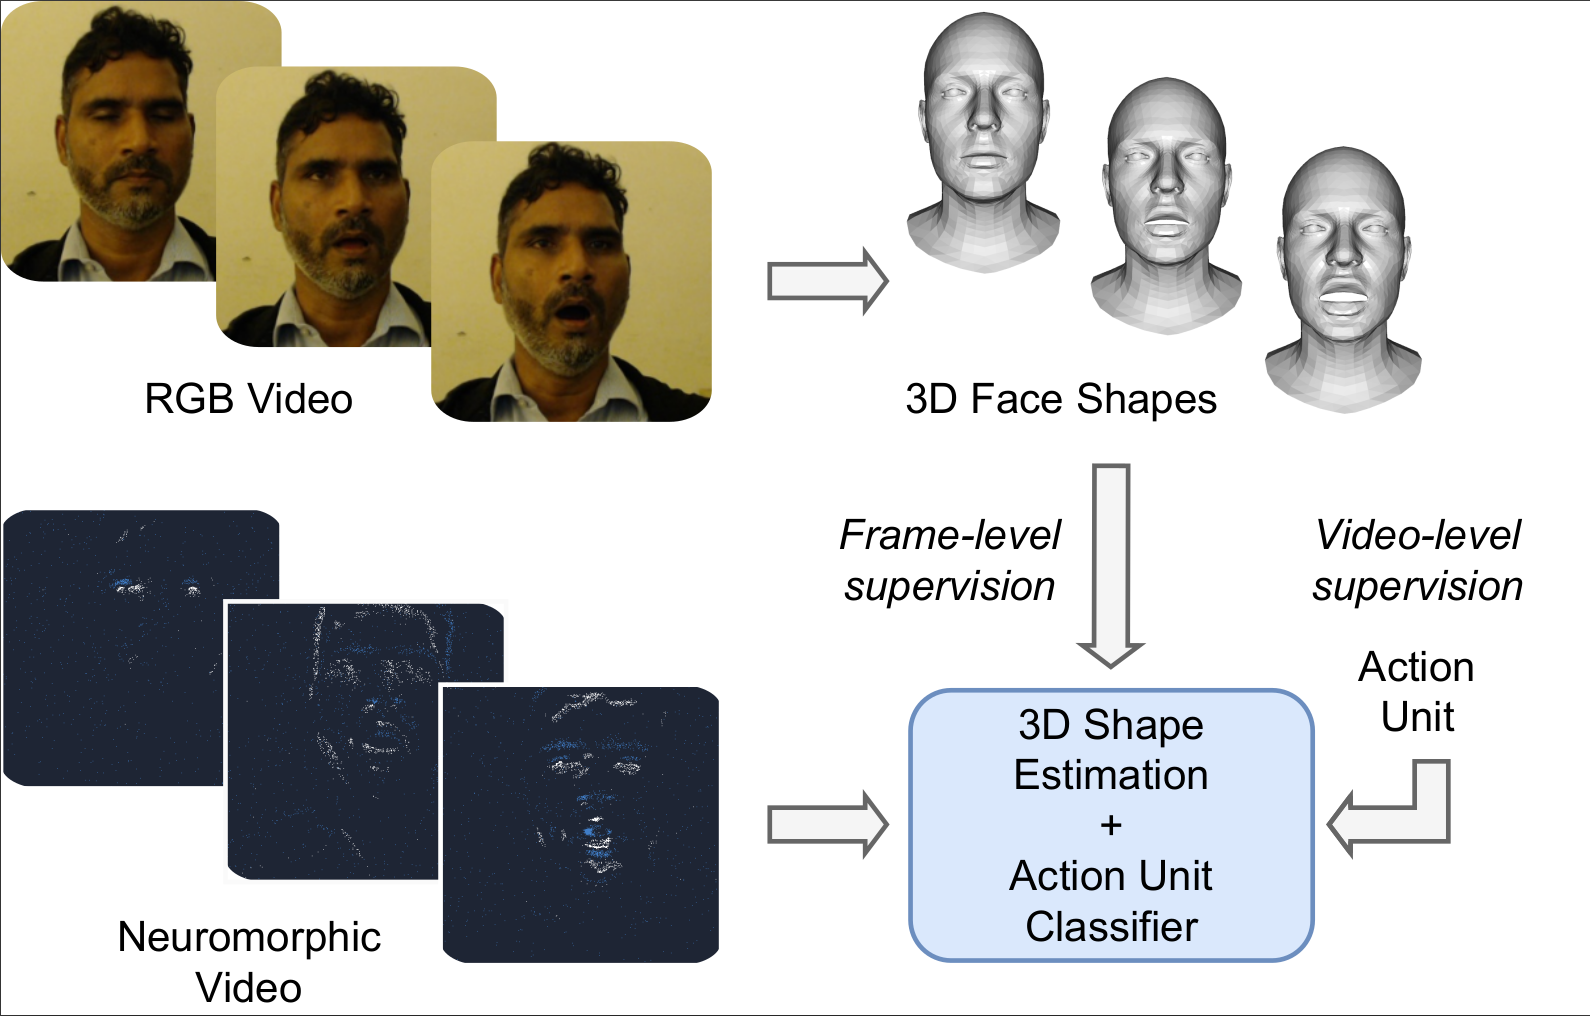 RGB Video
3D Face Shapes
Frame-level
supervision
Video-level
supervision
Action
Unit
3D Shape
Estimation
+
Action Unit
Classifier
Neuromorphic
Video